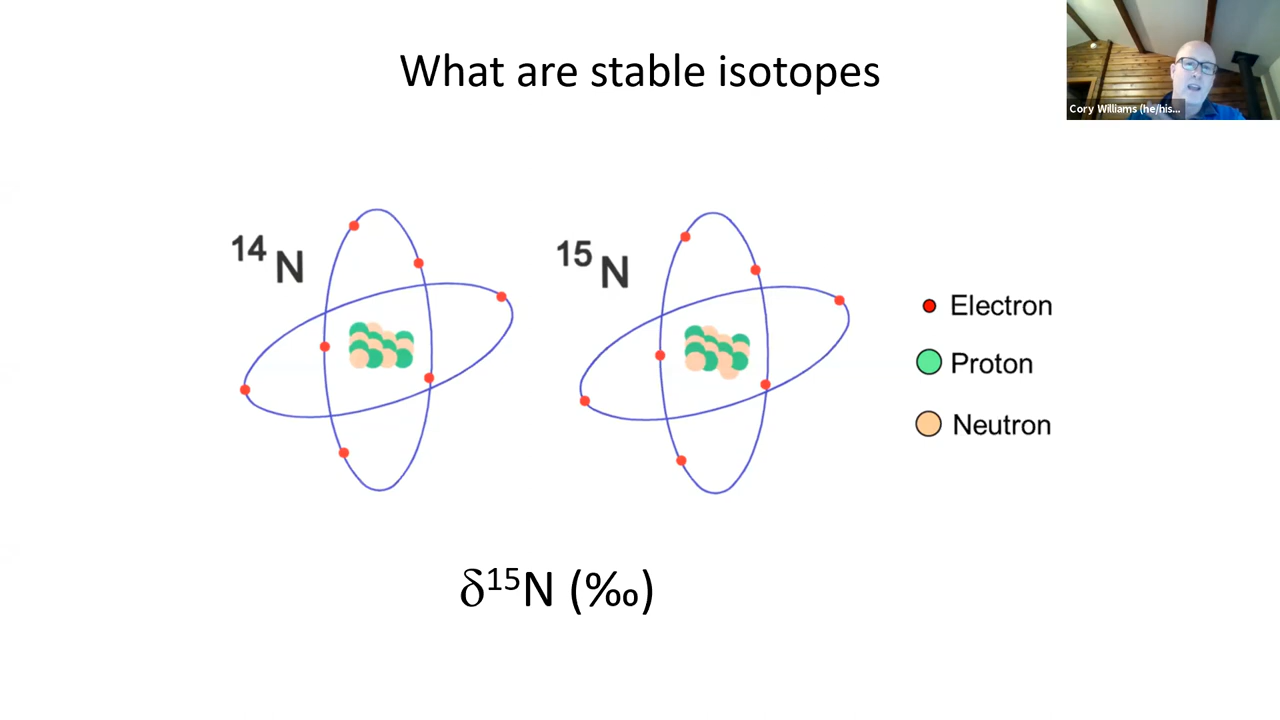 What are stable isotopes
Cory Williams (he/his...
14N
15N
Electron
Proton
Neutron
δ15N (‰)